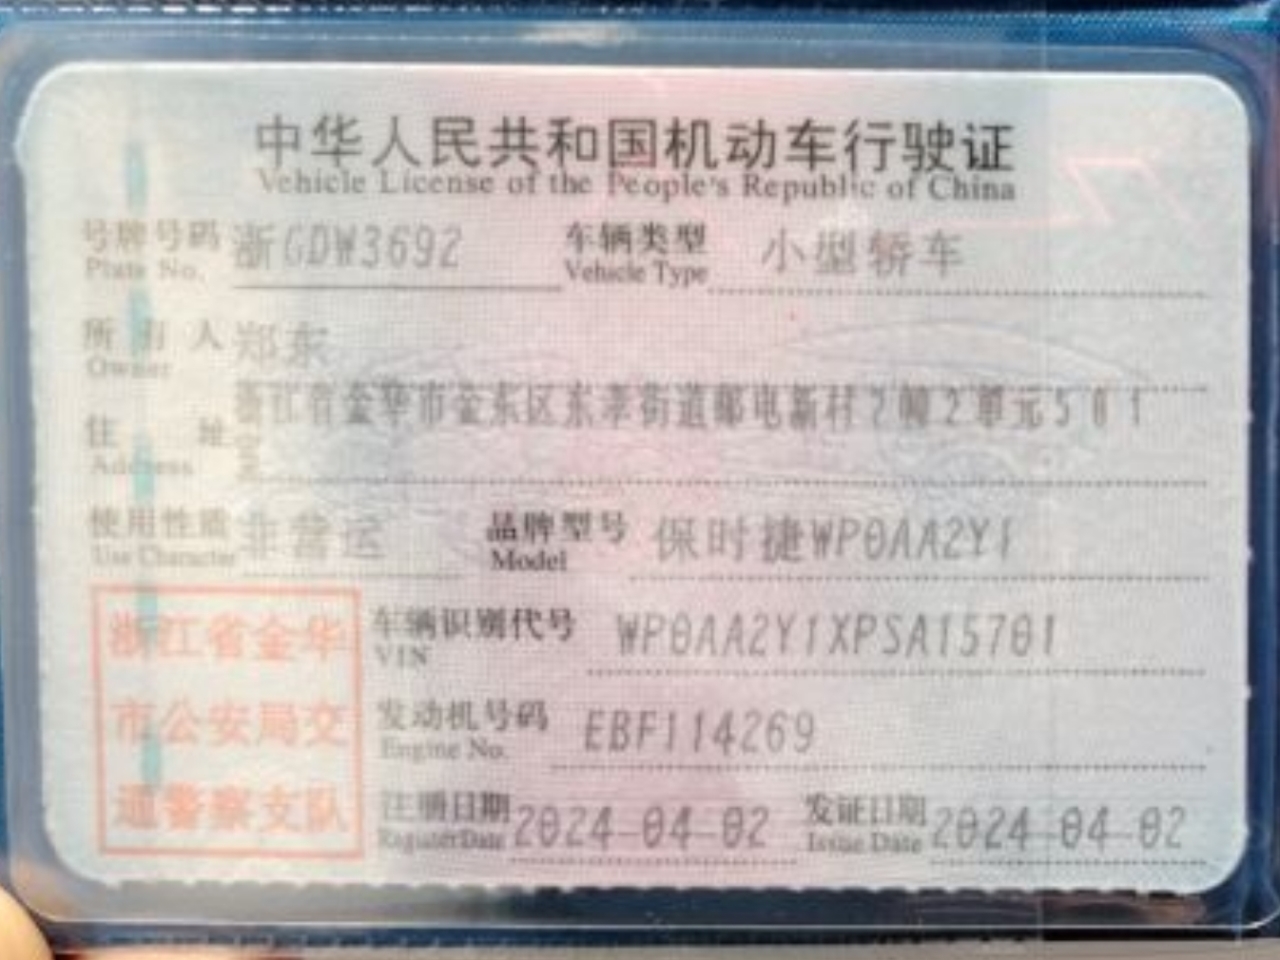 中华人民共和国机动车行驶证
Vehicle License of the People's Republic of China
号牌号码 浙GDW3692 车辆类型 小型轿车
Plate No. Vehicle Type
所有人 郑东
Owner
浙江省金华市金东区东孝街道邮电新村2幢2单元501
住址 室
Address
使用性质 非营运 品牌型号 保时捷WP0AA2Y1
Use Character Model
浙江省金华
市公安局交
通警察支队
车辆识别代号 WP0AA2Y1XPSA15701
VIN
发动机号码 EBF114269
Engine No.
注册日期 2024-04-02 发证日期 2024-04-02
Register Date Issue Date